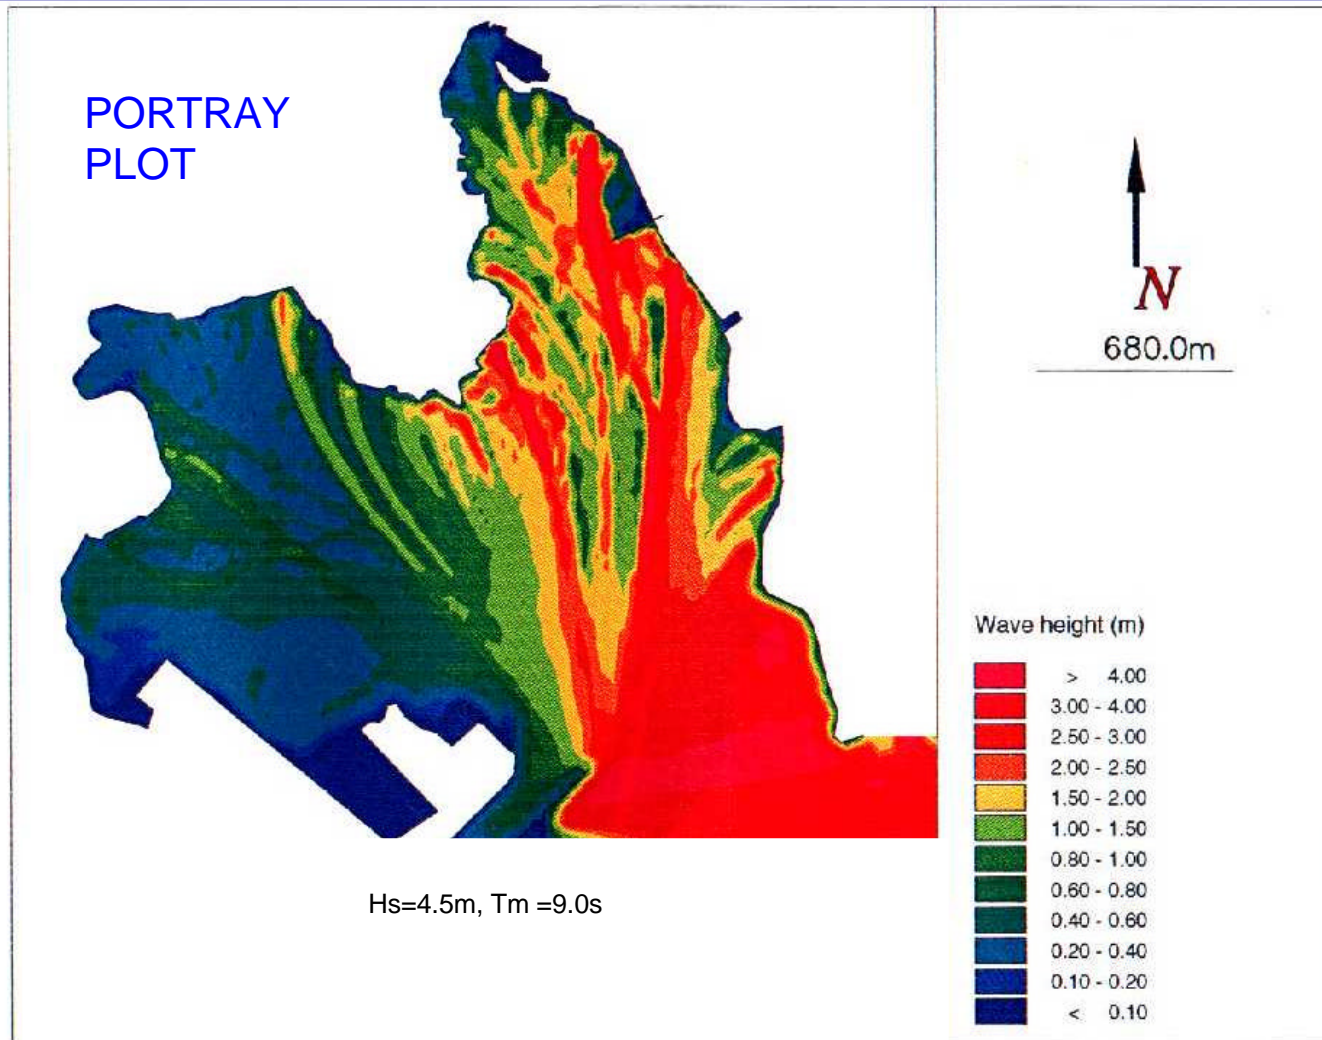 PORTRAY
PLOT
N
680.0m
Wave height (m)
> 4.00
3.00 - 4.00
2.50 - 3.00
2.00 - 2.50
1.50 - 2.00
1.00 - 1.50
0.80 - 1.00
0.60 - 0.80
0.40 - 0.60
0.20 - 0.40
0.10 - 0.20
< 0.10
Hs=4.5m, Tm =9.0s